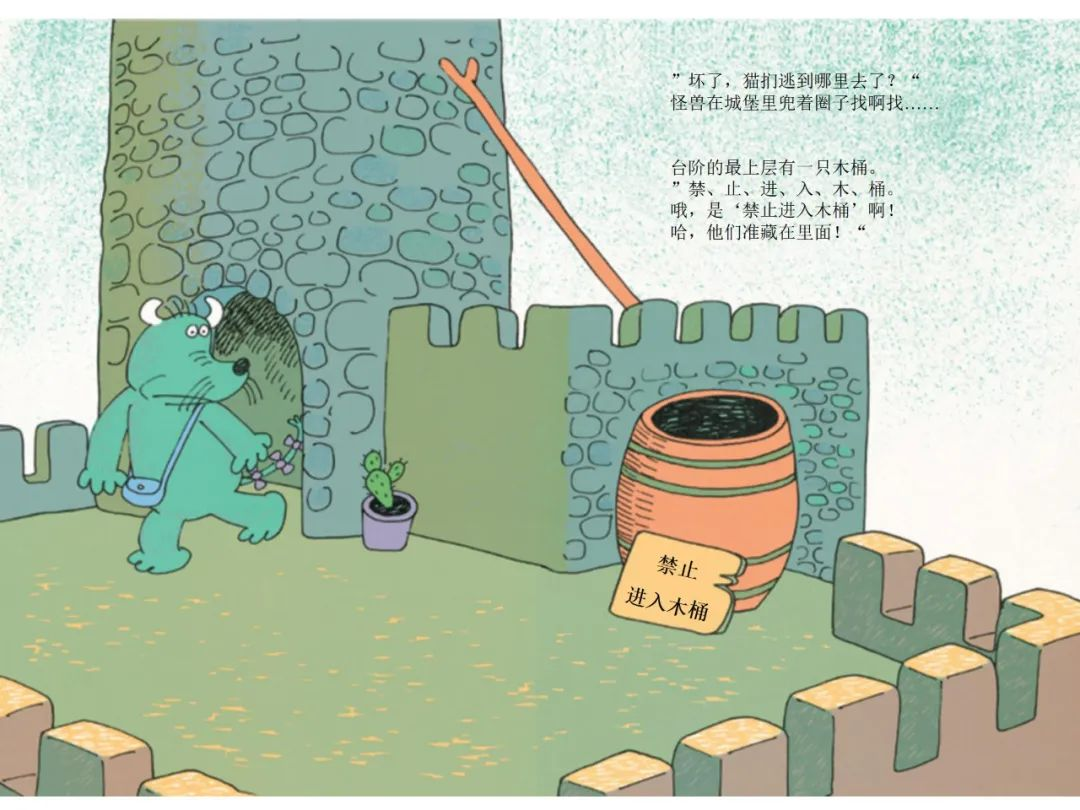 ”坏了，猫扪逃到哪里去了？“
怪兽在城堡里兜着圈子找啊找……
台阶的最上层有一只木桶。
”禁、止、进、入、木、桶。
哦，是‘禁止进入木桶’啊！
哈，他们准藏在里面！“
禁止
进入木桶